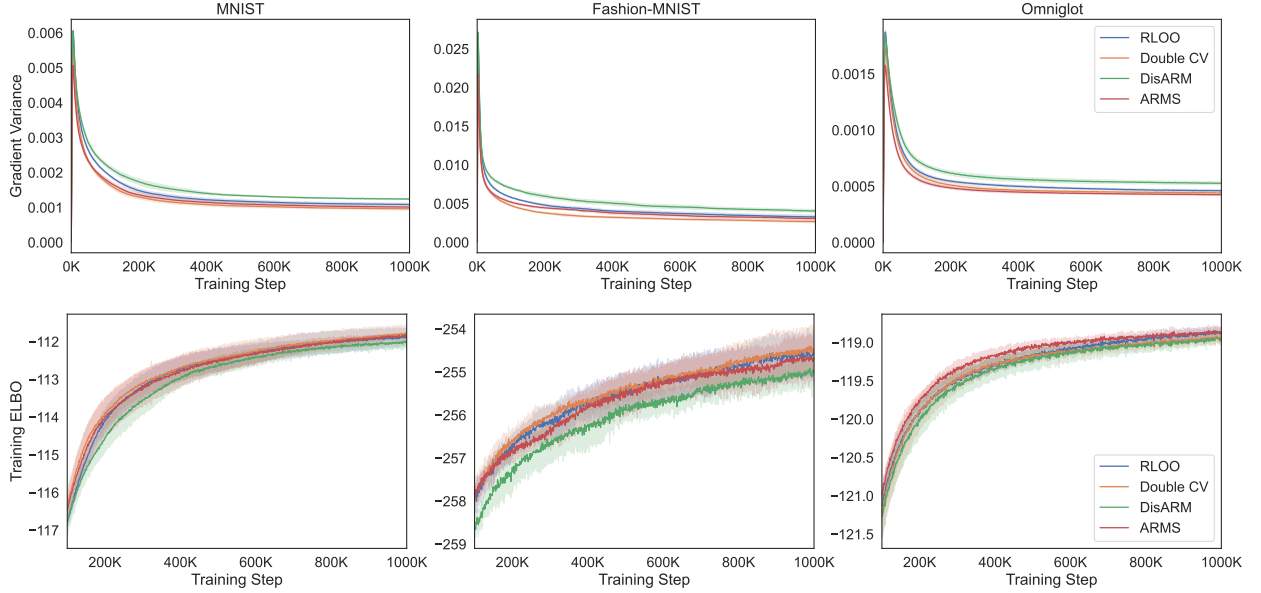 MNIST
Fashion-MNIST
Omniglot
Gradient Variance
0.006
0.005
0.004
0.003
0.002
0.001
0.000
0K 200K 400K 600K 800K 1000K
Training Step
0.025
0.020
0.015
0.010
0.005
0.000
0K 200K 400K 600K 800K 1000K
Training Step
0.0015
0.0010
0.0005
0.0000
0K 200K 400K 600K 800K 1000K
Training Step
RLOO
Double CV
DisARM
ARMS
Training ELBO
−112
−113
−114
−115
−116
−117
200K 400K 600K 800K 1000K
Training Step
−254
−255
−256
−257
−258
−259
200K 400K 600K 800K 1000K
Training Step
−119.0
−119.5
−120.0
−120.5
−121.0
−121.5
200K 400K 600K 800K 1000K
Training Step
RLOO
Double CV
DisARM
ARMS